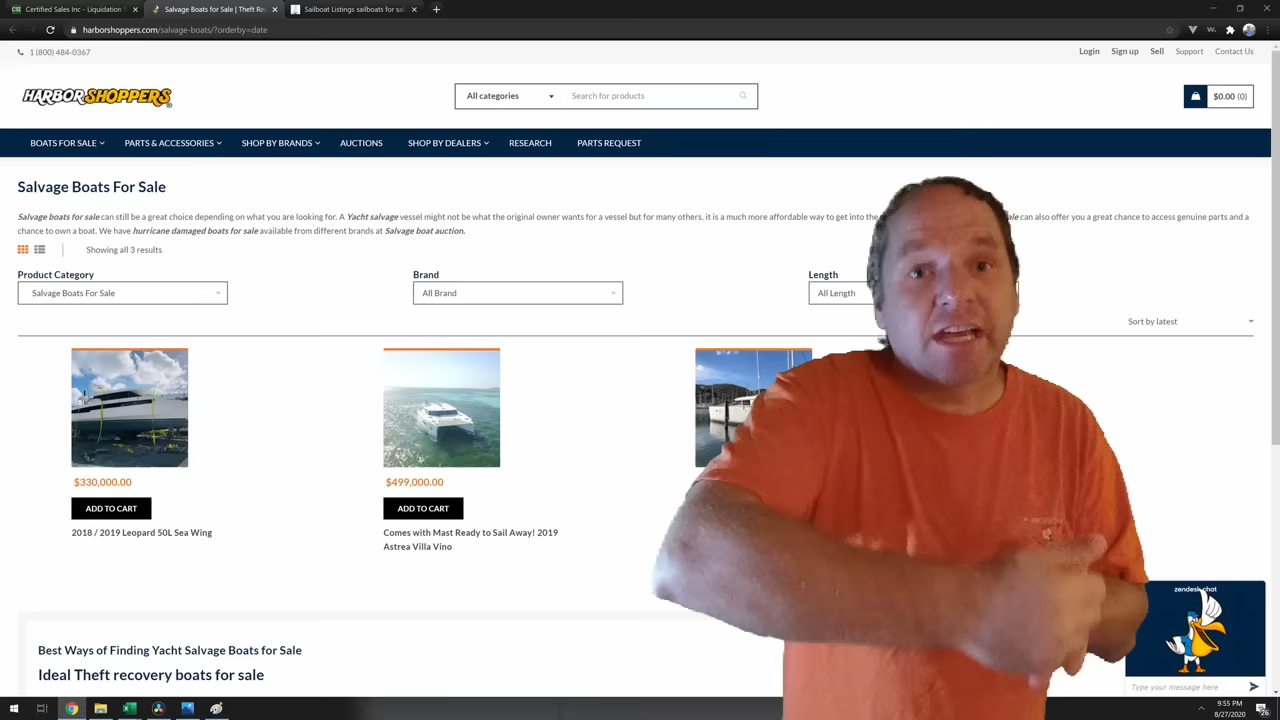 Certified Sales Inc - Liquidation S
Salvage Boats for Sale | Theft Re
Sailboat Listings sailboats for sal
harborshoppers.com/salvage-boats/?orderby=date
1 (800) 484-0367
Login Sign up Sell Support Contact Us
HARBORSHOPPERS
All categories Search for products
$0.00 (0)
BOATS FOR SALE PARTS & ACCESSORIES SHOP BY BRANDS AUCTIONS SHOP BY DEALERS RESEARCH PARTS REQUEST
Salvage Boats For Sale
Salvage boats for sale can still be a great choice depending on what you are looking for. A Yacht salvage vessel might not be what the original owner wants for a vessel but for many others, it is a much more affordable way to get into the ale can also offer you a great chance to access genuine parts and a
chance to own a boat. We have hurricane damaged boats for sale available from different brands at Salvage boat auction.
Showing all 3 results
Product Category Brand Length
Salvage Boats For Sale All Brand All Length
Sort by latest
$330,000.00 $499,000.00
ADD TO CART ADD TO CART
2018 / 2019 Leopard 50L Sea Wing
Comes with Mast Ready to Sail Away! 2019
Astrea Villa Vino
zendesk chat
Best Ways of Finding Yacht Salvage Boats for Sale
Ideal Theft recovery boats for sale
Type your message here
9:55 PM
8/27/2020
26